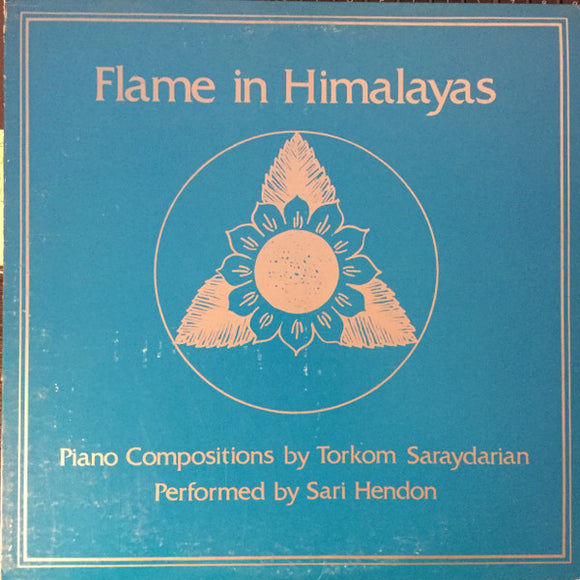 Flame in Himalayas
Piano Compositions by Torkom Saraydarian
Performed by Sari Hendon